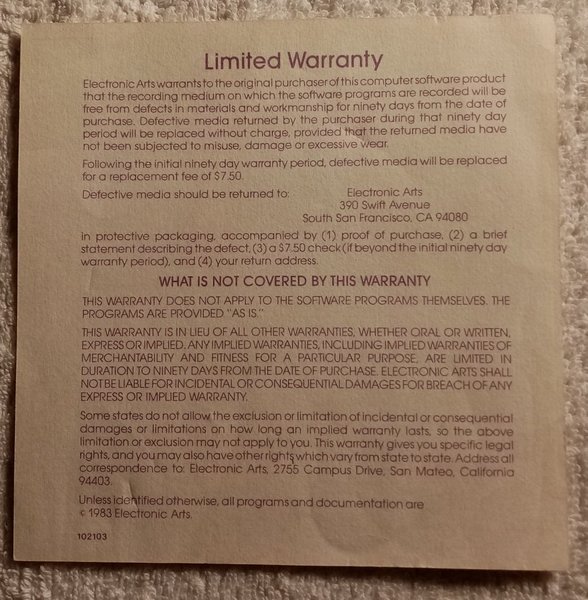 Limited Warranty
Electronic Arts warrants to the original purchaser of this computer software product
that the recording medium on which the software programs are recorded will be
free from defects in materials and workmanship for ninety days from the date of
purchase. Defective media returned by the purchaser during that ninety day
period will be replaced without charge, provided that the returned media have
not been subjected to misuse, damage or excessive wear.
Following the initial ninety day warranty period, defective media will be replaced
for a replacement fee of $7.50.
Defective media should be returned to: Electronic Arts
390 Swift Avenue
South San Francisco, CA 94080
in protective packaging, accompanied by (1) proof of purchase, (2) a brief
statement describing the defect, (3) a $7.50 check (if beyond the initial ninety day
warranty period), and (4) your return address.
WHAT IS NOT COVERED BY THIS WARRANTY
THIS WARRANTY DOES NOT APPLY TO THE SOFTWARE PROGRAMS THEMSELVES. THE
PROGRAMS ARE PROVIDED "AS IS."
THIS WARRANTY IS IN LIEU OF ALL OTHER WARRANTIES, WHETHER ORAL OR WRITTEN,
EXPRESS OR IMPLIED. ANY IMPLIED WARRANTIES, INCLUDING IMPLIED WARRANTIES OF
MERCHANTABILITY AND FITNESS FOR A PARTICULAR PURPOSE, ARE LIMITED IN
DURATION TO NINETY DAYS FROM THE DATE OF PURCHASE. ELECTRONIC ARTS SHALL
NOT BE LIABLE FOR INCIDENTAL OR CONSEQUENTIAL DAMAGES FOR BREACH OF ANY
EXPRESS OR IMPLIED WARRANTY.
Some states do not allow the exclusion or limitation of incidental or consequential
damages or limitations on how long an implied warranty lasts, so the above
limitation or exclusion may not apply to you. This warranty gives you specific legal
rights, and you may also have other rights which vary from state to state. Address all
correspondence to: Electronic Arts, 2755 Campus Drive, San Mateo, California
94403.
Unless identified otherwise, all programs and documentation are
© 1983 Electronic Arts.
102103